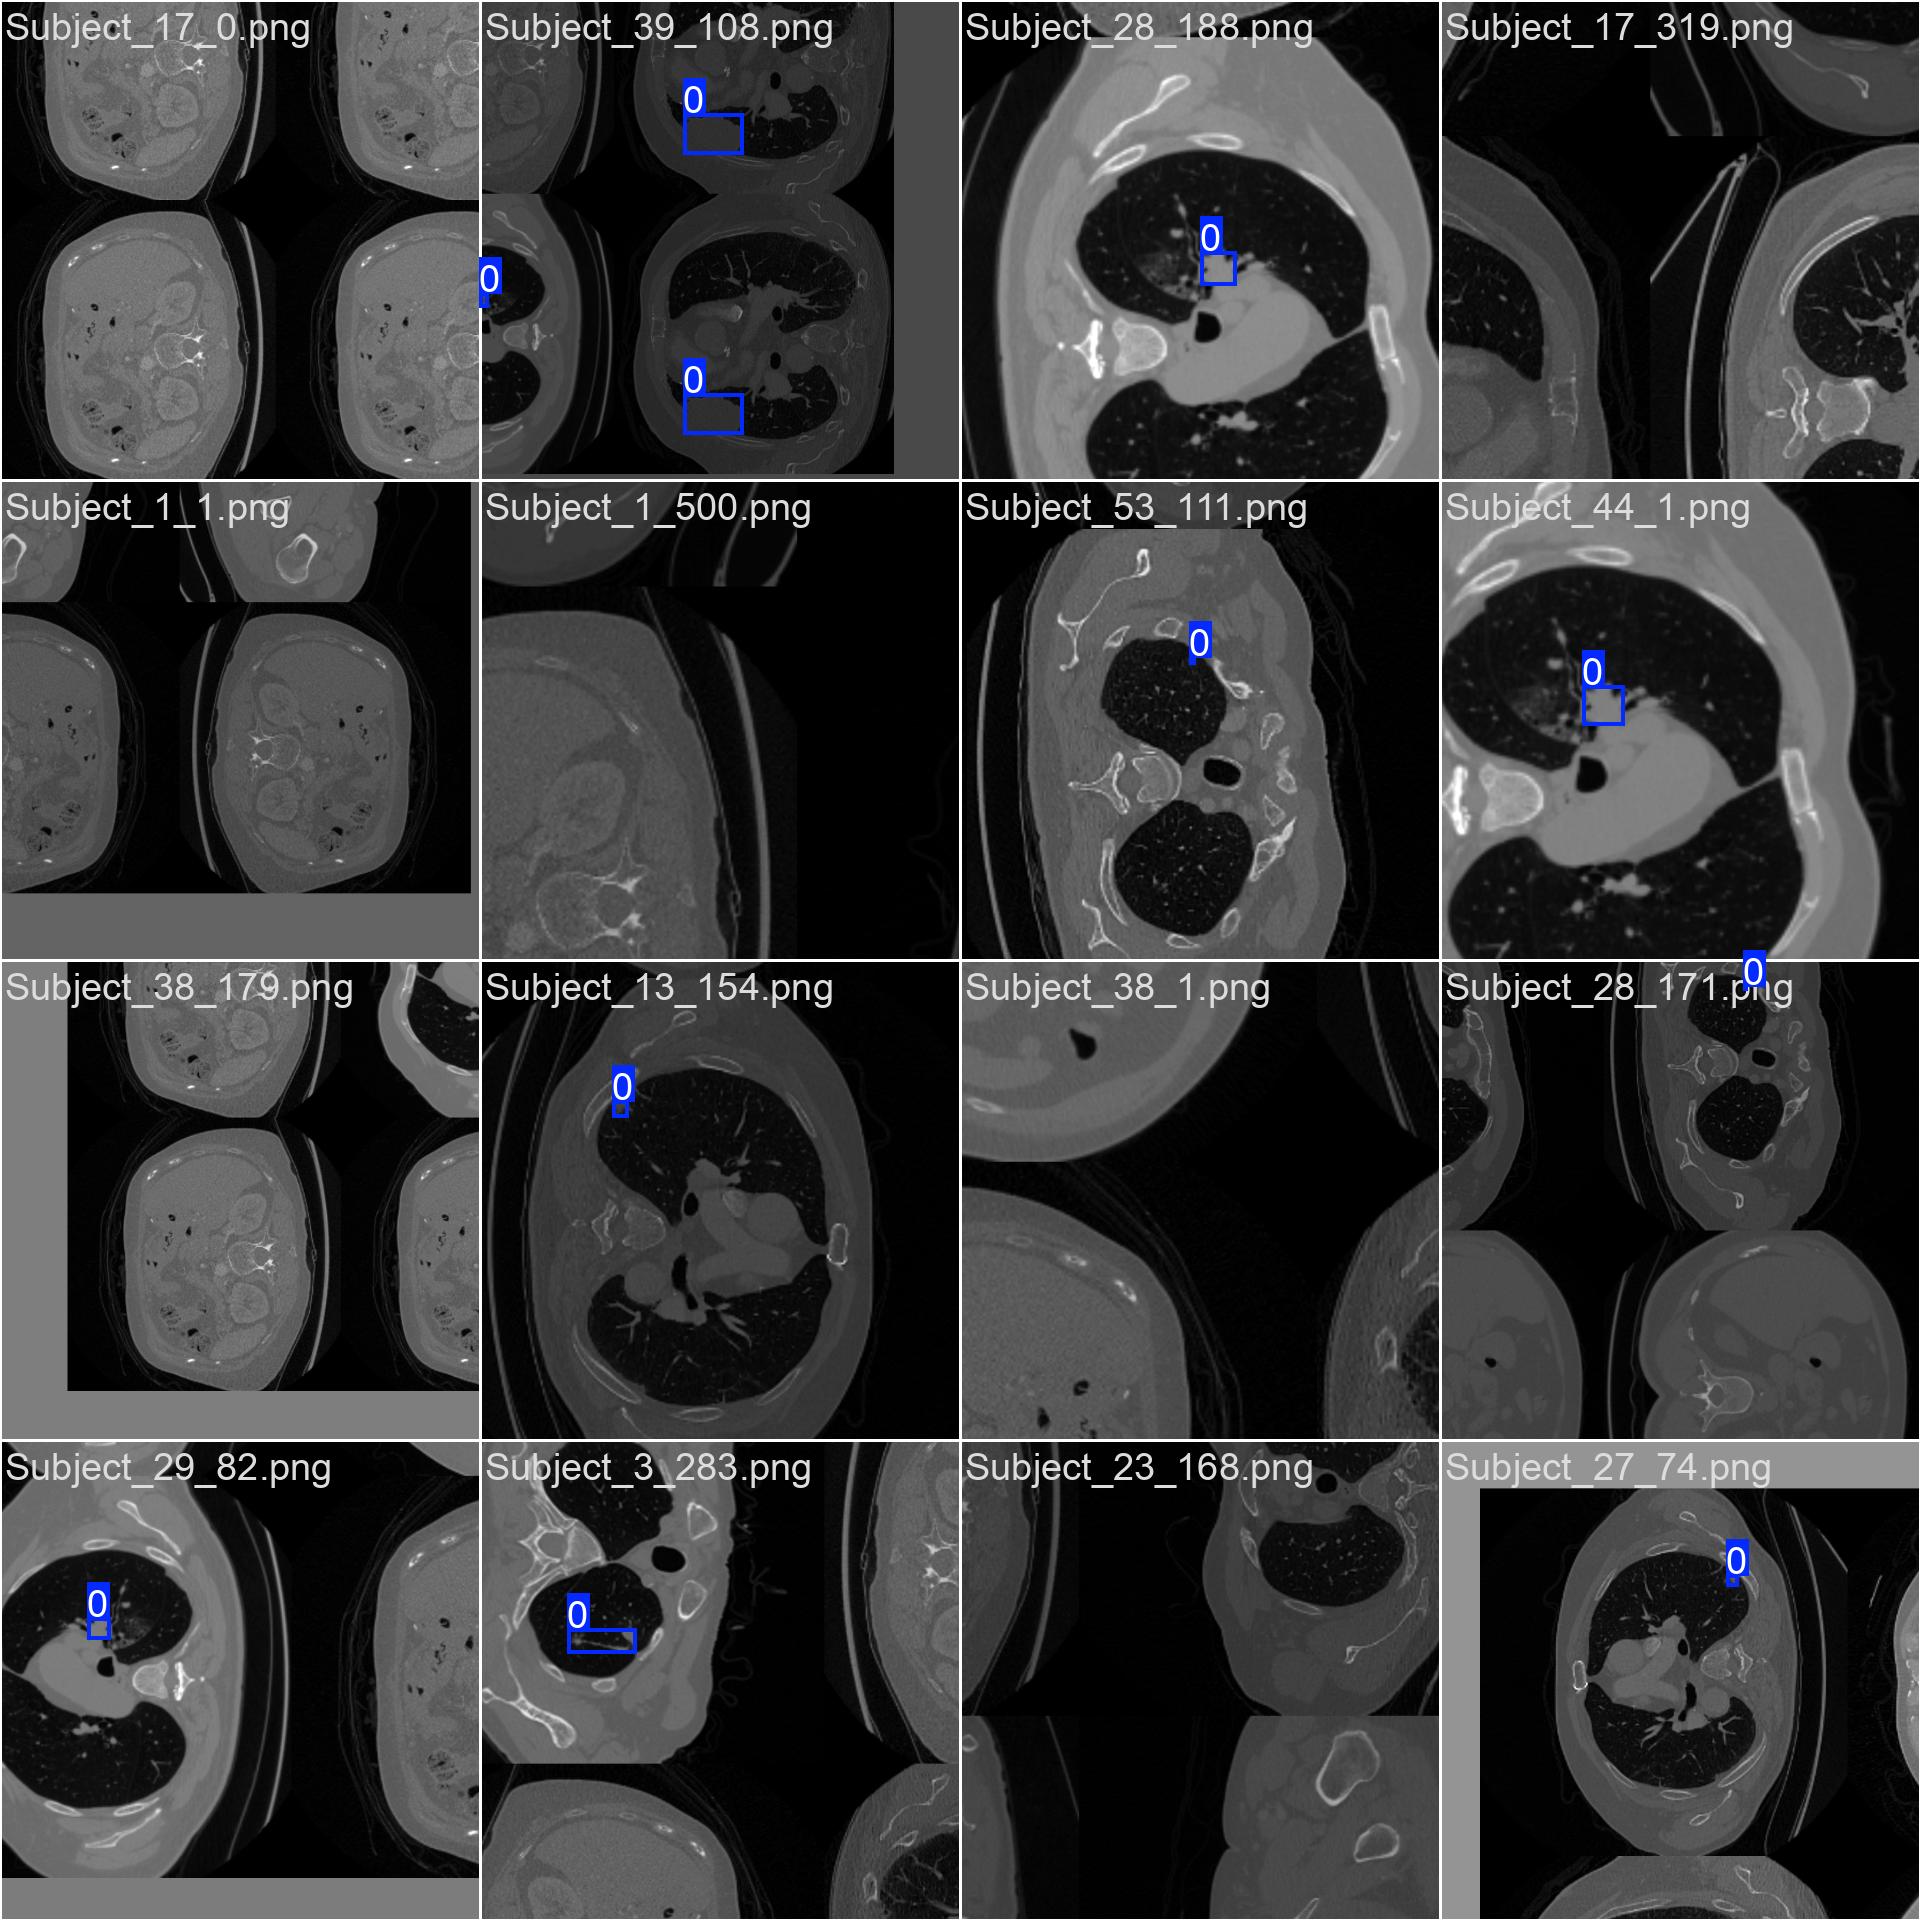 Subject_17_0.png
Subject_39_108.png
Subject_28_188.png
Subject_17_319.png
0
0
0
0
Subject_1_1.png
Subject_1_500.png
Subject_53_111.png
Subject_44_1.png
0
0
Subject_38_179.png
Subject_13_154.png
Subject_38_1.png
Subject_28_171.png
0
0
Subject_29_82.png
Subject_3_283.png
Subject_23_168.png
Subject_27_74.png
0
0
0